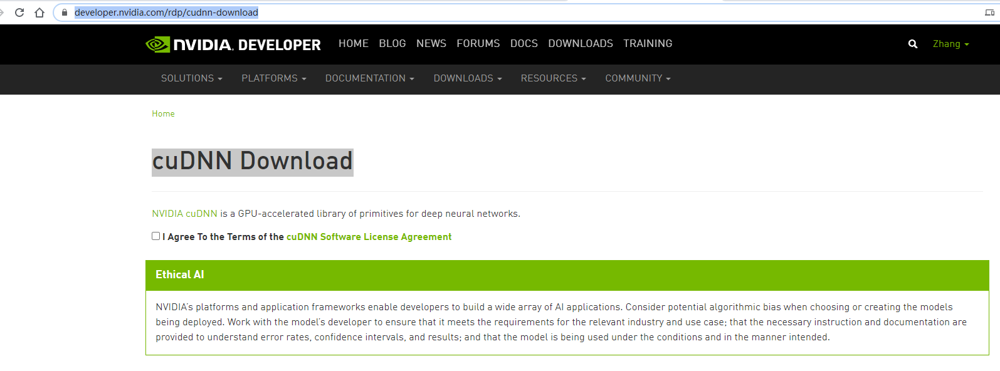 developer.nvidia.com/rdp/cudnn-download
NVIDIA. DEVELOPER HOME BLOG NEWS FORUMS DOCS DOWNLOADS TRAINING Zhang
SOLUTIONS PLATFORMS DOCUMENTATION DOWNLOADS RESOURCES COMMUNITY
Home
cuDNN Download
NVIDIA cuDNN is a GPU-accelerated library of primitives for deep neural networks.
I Agree To the Terms of the cuDNN Software License Agreement
Ethical AI
NVIDIA’s platforms and application frameworks enable developers to build a wide array of AI applications. Consider potential algorithmic bias when choosing or creating the models
being deployed. Work with the model’s developer to ensure that it meets the requirements for the relevant industry and use case; that the necessary instruction and documentation are
provided to understand error rates, confidence intervals, and results; and that the model is being used under the conditions and in the manner intended.